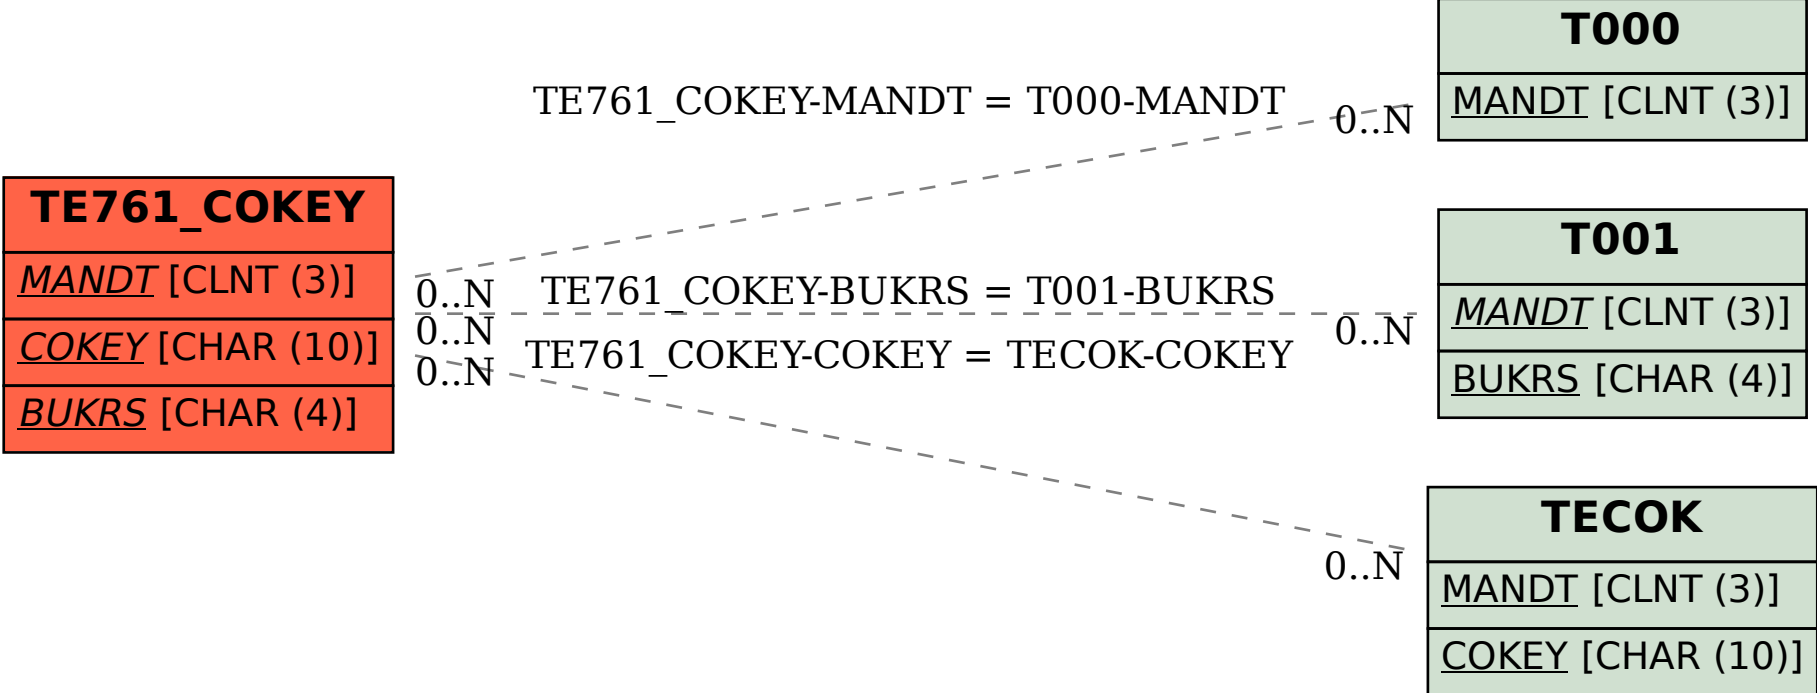 TE761_COKEY
MANDT [CLNT (3)]
COKEY [CHAR (10)]
BUKRS [CHAR (4)]
TE761_COKEY-MANDT = T000-MANDT
0..N
0..N
TE761_COKEY-BUKRS = T001-BUKRS
0..N
0..N
TE761_COKEY-COKEY = TECOK-COKEY
0..N
0..N
T000
MANDT [CLNT (3)]
T001
MANDT [CLNT (3)]
BUKRS [CHAR (4)]
TECOK
MANDT [CLNT (3)]
COKEY [CHAR (10)]